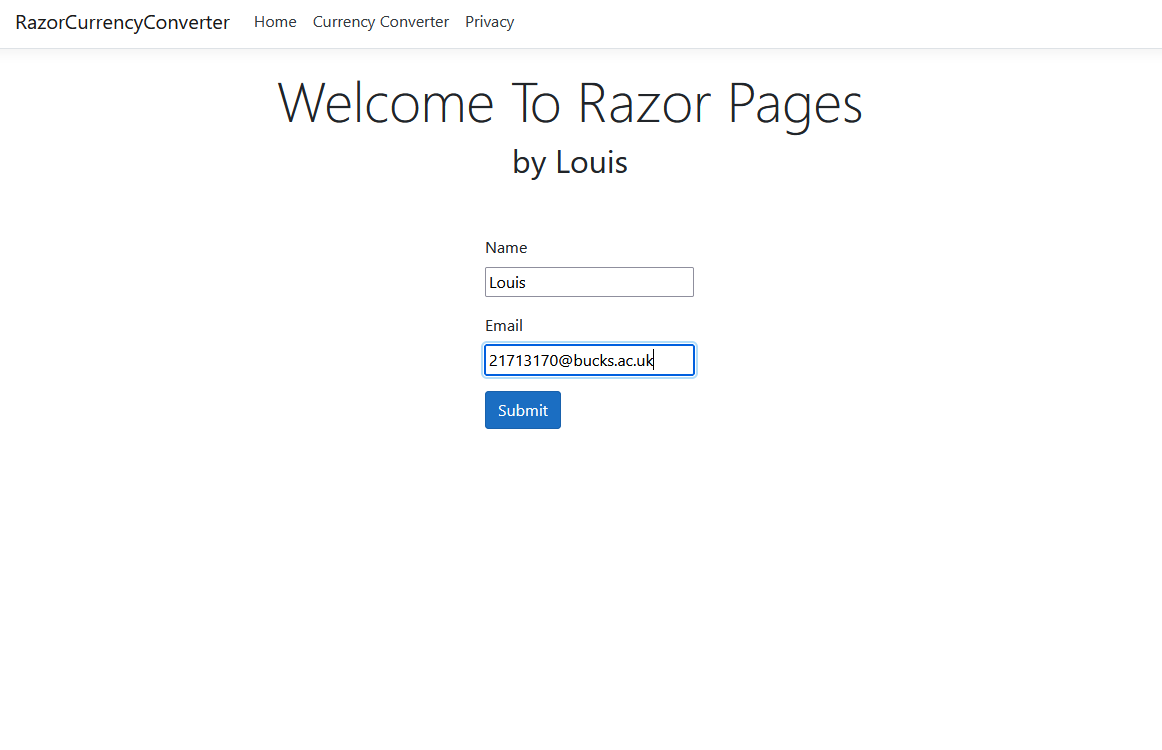 RazorCurrencyConverter Home Currency Converter Privacy
Welcome To Razor Pages
by Louis
Name
Louis
Email
21713170@bucks.ac.uk
Submit